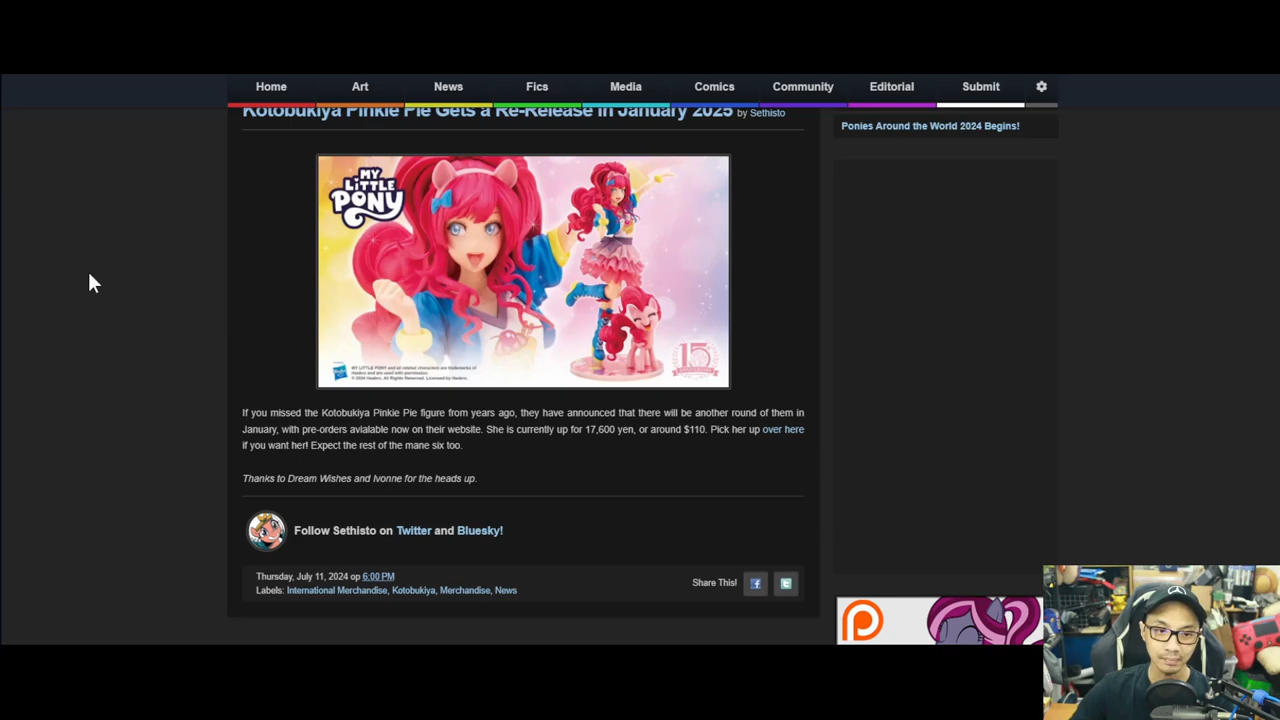 Home Art News Fics Media Comics Community Editorial Submit
Kotobukiya Pinkie Pie Gets a Re-Release in January 2025 by Sethisto
Ponies Around the World 2024 Begins!
MY
LITTLE
PONY
15
If you missed the Kotobukiya Pinkie Pie figure from years ago, they have announced that there will be another round of them in
January, with pre-orders avialable now on their website. She is currently up for 17,600 yen, or around $110. Pick her up over here
if you want her! Expect the rest of the mane six too.
Thanks to Dream Wishes and Ivonne for the heads up.
Follow Sethisto on Twitter and Bluesky!
Thursday, July 11, 2024 op 6:00 PM
Labels: International Merchandise, Kotobukiya, Merchandise, News
Share This!